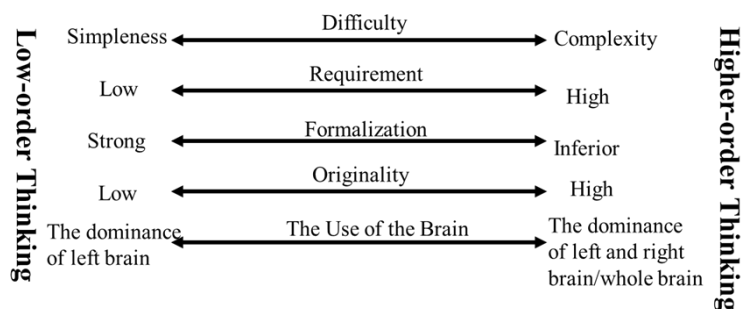 Low-order Thinking
Difficulty
Simpleness
Complexity
Requirement
Low
High
Formalization
Strong
Inferior
Originality
Low
High
The Use of the Brain
The dominance
of left brain
The dominance
of left and right
brain/whole brain
Higher-order Thinking